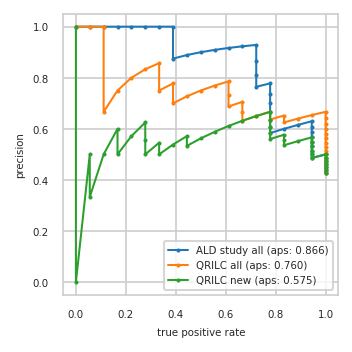 1.0
0.8
0.6
0.4
0.2
0.0
precision
0.0 0.2 0.4 0.6 0.8 1.0
true positive rate
ALD study all (aps: 0.866)
QRILC all (aps: 0.760)
QRILC new (aps: 0.575)